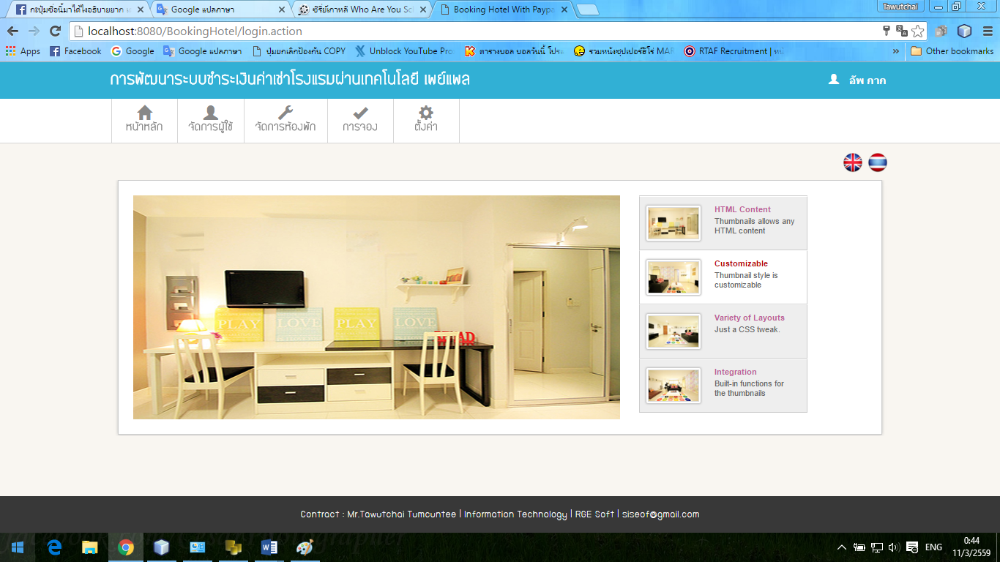 กะปุ๋มชื่อนี้มาได้ไงอธิบายยาก
Google แปลภาษา
ซีรี่ย์เกาหลี Who Are You Sch
Booking Hotel With Paypa
Tawutchai
localhost:8080/BookingHotel/login.action
Apps
Facebook
Google
Google แปลภาษา
ปุ่มยกเลิกป้องกัน COPY
Unblock YouTube Pro
ตารางบอล บอลวันนี้ โปร
รวมหนังซุปเปอร์ฮีโร่ MAR
RTAF Recruitment | หน้
»
Other bookmarks
การพัฒนาระบบชำระเงินค่าเช่าโรงแรมผ่านเทคโนโลยี เพย์แพล
อัพ กาก
หน้าหลัก
จัดการผู้ใช้
จัดการห้องพัก
การจอง
ตั้งค่า
PLAY
LOVE
PLAY
LOVE
HTML Content
Thumbnails allows any
HTML content
Customizable
Thumbnail style is
customizable
Variety of Layouts
Just a CSS tweak.
Integration
Built-in functions for
the thumbnails
Contract : Mr.Tawutchai Tumcuntee | Information Technology | RGE Soft | siseof@gmail.com
ENG
0:44
11/3/2559